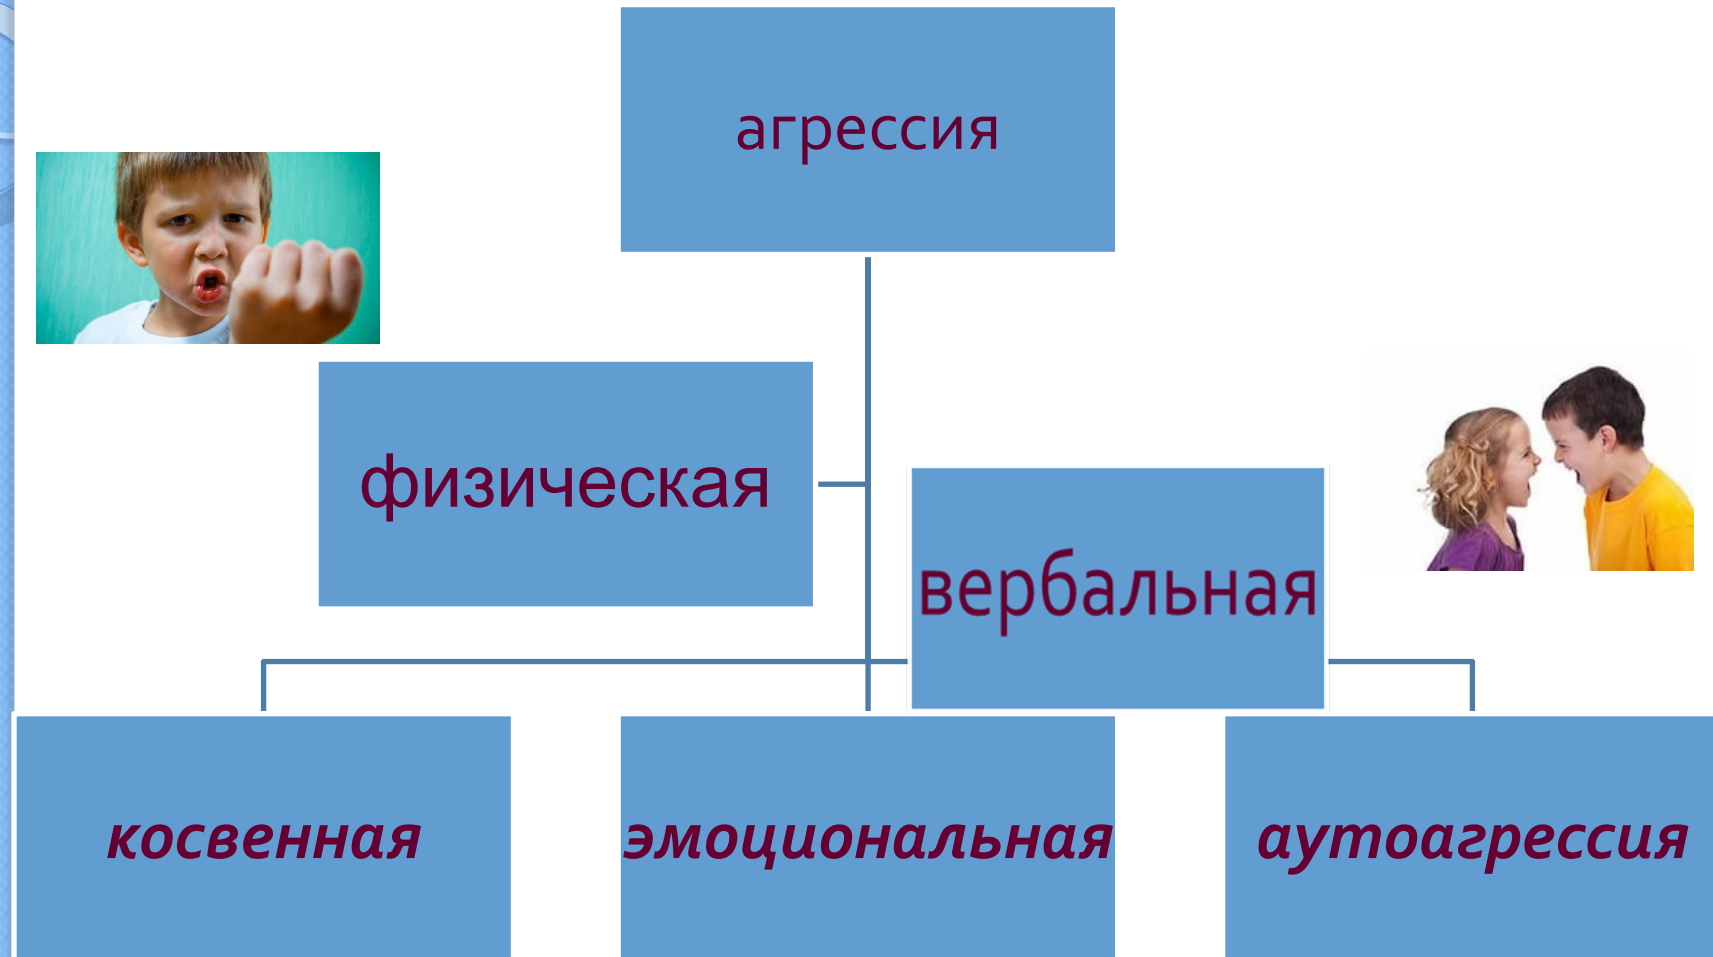 агрессия
физическая
вербальная
косвенная
эмоциональная
аутоагрессия